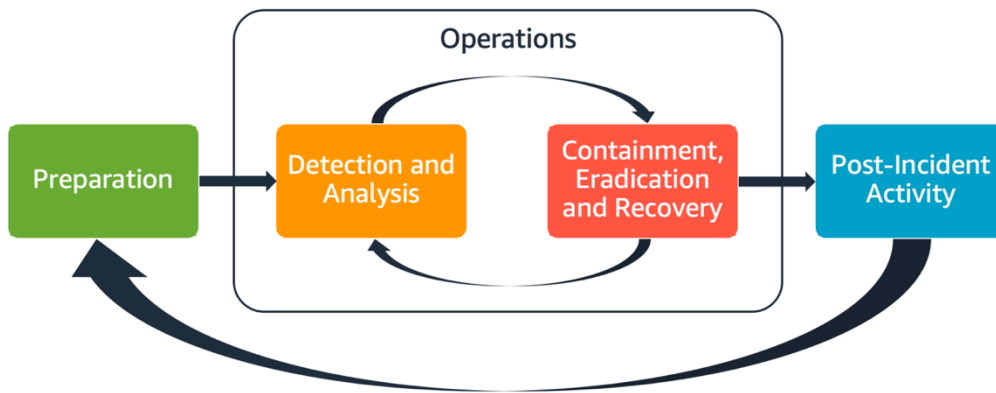 Operations
Preparation
Detection and
Analysis
Containment,
Eradication
and Recovery
Post-Incident
Activity